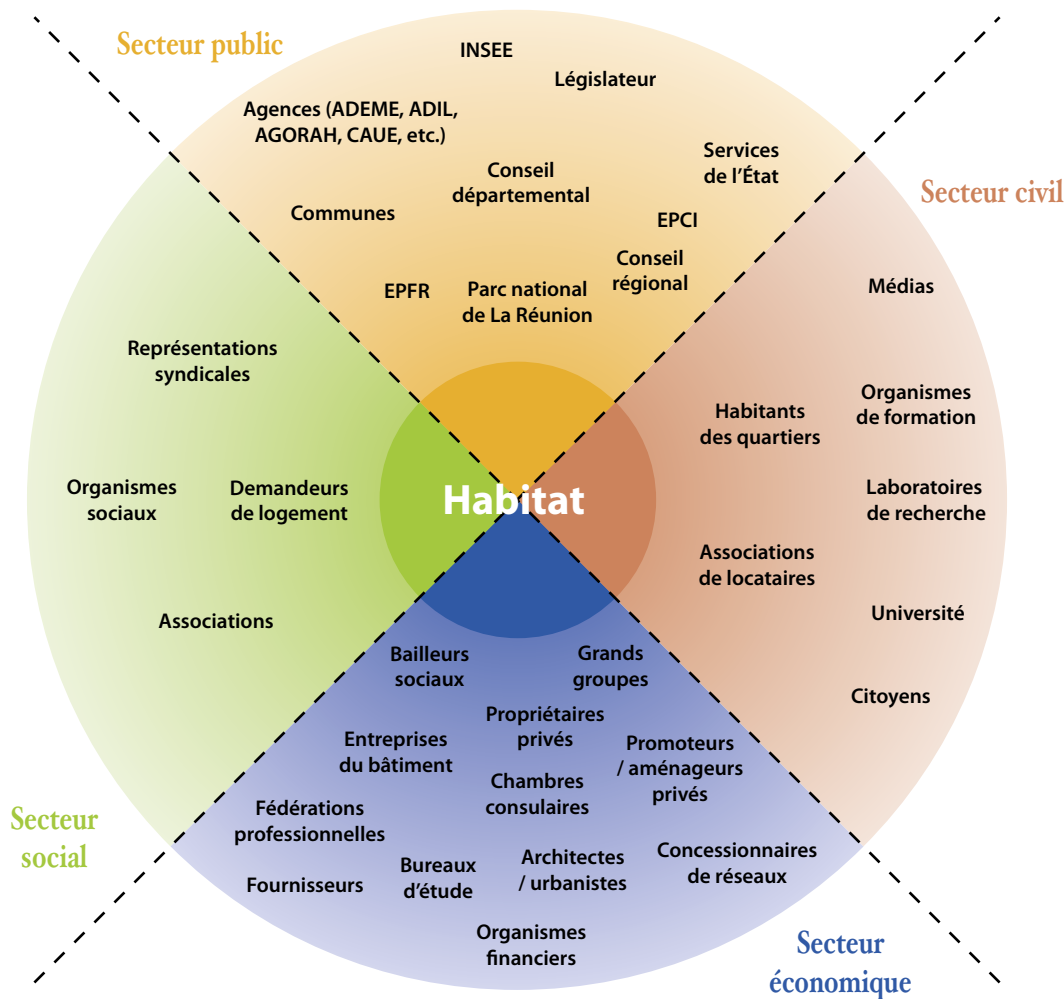 Secteur public
INSEE
Législateur
Agences (ADEME, ADIL,
AGORAH, CAUE, etc.)
Services
de l'État
Conseil
départemental
Communes
EPCI
Conseil
régional
EPFR
Parc national
de La Réunion
Secteur civil
Médias
Habitants
des quartiers
Organismes
de formation
Laboratoires
de recherche
Associations
de locataires
Université
Citoyens
Représentations
syndicales
Organismes
sociaux
Demandeurs
de logement
Associations
Secteur
social
Habitat
Bailleurs
sociaux
Grands
groupes
Propriétaires
privés
Entreprises
du bâtiment
Promoteurs
/ aménageurs
privés
Chambres
consulaires
Fédérations
professionnelles
Fournisseurs
Bureaux
d'étude
Architectes
/ urbanistes
Concessionnaires
de réseaux
Organismes
financiers
Secteur
économique